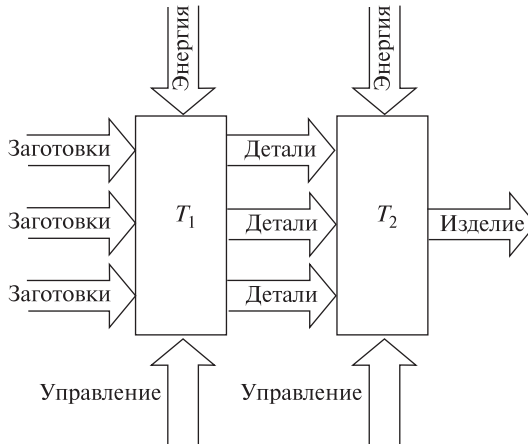 Энергия
Энергия
Заготовки
Детали
Заготовки
T1
Детали
T2
Изделие
Заготовки
Детали
Управление
Управление